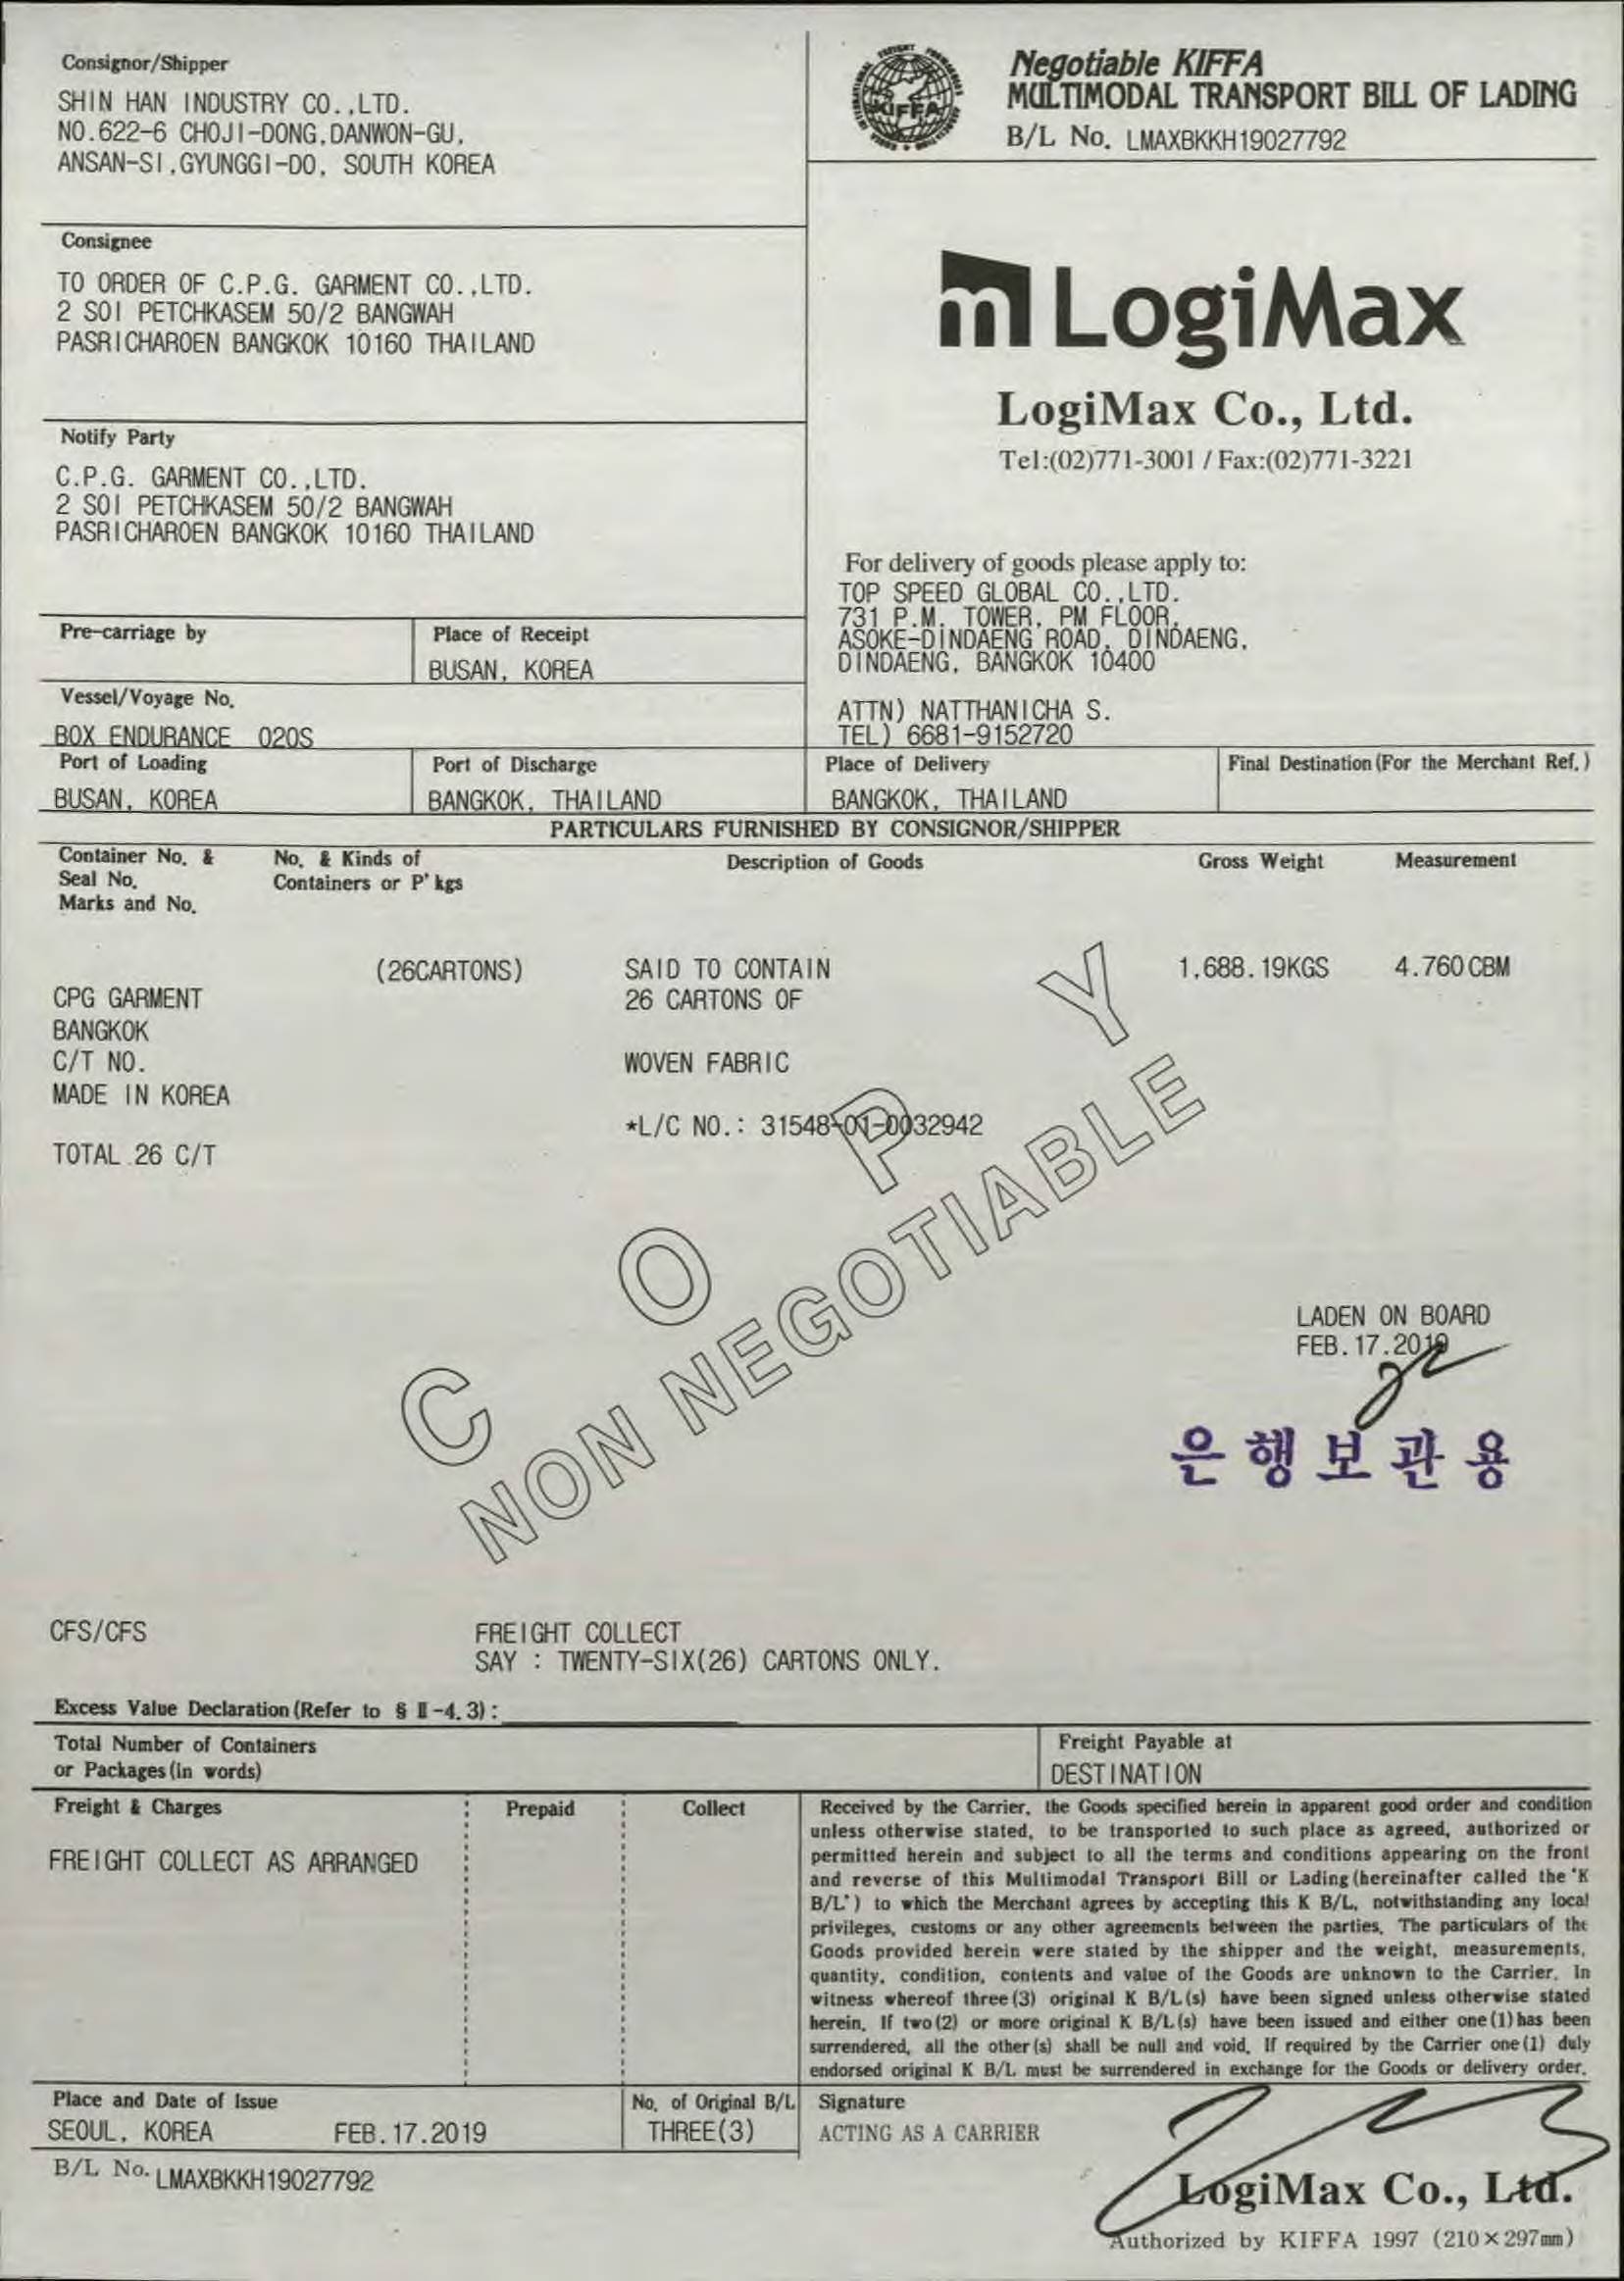 Consignor/Shipper
SHIN HAN INDUSTRY CO.,LTD.
NO.622-6 CHOJI-DONG,DANWON-GU,
ANSAN-SI,GYUNGGI-DO, SOUTH KOREA
KIFFA
Negotiable KIFFA
MULTIMODAL TRANSPORT BILL OF LADING
B/L No. LMAXBKKH19027792
Consignee
TO ORDER OF C.P.G. GARMENT CO.,LTD.
2 SOI PETCHKASEM 50/2 BANGWAH
PASRICHAROEN BANGKOK 10160 THAILAND
m LogiMax
LogiMax Co., Ltd.
Tel:(02)771-3001 / Fax:(02)771-3221
Notify Party
C.P.G. GARMENT CO.,LTD.
2 SOI PETCHKASEM 50/2 BANGWAH
PASRICHAROEN BANGKOK 10160 THAILAND
For delivery of goods please apply to:
TOP SPEED GLOBAL CO.,LTD.
731 P.M. TOWER, PM FLOOR,
ASOKE-DINDAENG ROAD, DINDAENG,
DINDAENG, BANGKOK 10400
ATTN) NATTHANICHA S.
TEL) 6681-9152720
Pre-carriage by
Place of Receipt
BUSAN, KOREA
Vessel/Voyage No.
BOX ENDURANCE 020S
Port of Loading
BUSAN, KOREA
Port of Discharge
BANGKOK, THAILAND
Place of Delivery
BANGKOK, THAILAND
Final Destination(For the Merchant Ref.)
PARTICULARS FURNISHED BY CONSIGNOR/SHIPPER
Container No. &
Seal No.
Marks and No.
No. & Kinds of
Containers or P'kgs
Description of Goods
Gross Weight
Measurement
(26CARTONS)
SAID TO CONTAIN
26 CARTONS OF
1,688.19KGS
4.760CBM
CPG GARMENT
BANGKOK
C/T NO.
MADE IN KOREA
WOVEN FABRIC
*L/C NO.: 31548-01-0032942
TOTAL 26 C/T
COPY
NON NEGOTIABLE
LADEN ON BOARD
FEB.17.2019
은행보관용
CFS/CFS
FREIGHT COLLECT
SAY : TWENTY-SIX(26) CARTONS ONLY.
Excess Value Declaration(Refer to § Ⅱ-4.3) :
Total Number of Containers
or Packages(in words)
Freight Payable at
DESTINATION
Freight & Charges
Prepaid
Collect
FREIGHT COLLECT AS ARRANGED
Received by the Carrier, the Goods specified herein in apparent good order and condition
unless otherwise stated, to be transported to such place as agreed, authorized or
permitted herein and subject to all the terms and conditions appearing on the front
and reverse of this Multimodal Transport Bill or Lading(hereinafter called the "K
B/L") to which the Merchant agrees by accepting this K B/L, notwithstanding any local
privileges, customs or any other agreements between the parties. The particulars of the
Goods provided herein were stated by the shipper and the weight, measurements,
quantity, condition, contents and value of the Goods are unknown to the Carrier. In
witness whereof three(3) original K B/L(s) have been signed unless otherwise stated
herein. If two(2) or more original K B/L(s) have been issued and either one(1)has been
surrendered, all the other(s) shall be null and void. If required by the Carrier one(1) duly
endorsed original K B/L must be surrendered in exchange for the Goods or delivery order.
Place and Date of Issue
SEOUL, KOREA FEB.17.2019
No. of Original B/L
THREE(3)
Signature
ACTING AS A CARRIER
B/L No. LMAXBKKH19027792
LogiMax Co., Ltd.
Authorized by KIFFA 1997 (210×297mm)